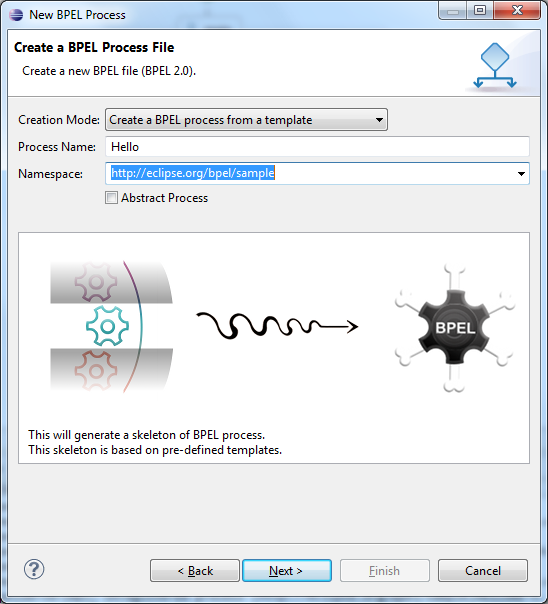 New BPEL Process
Create a BPEL Process File
Create a new BPEL file (BPEL 2.0).
Creation Mode: Create a BPEL process from a template
Process Name: Hello
Namespace: http://eclipse.org/bpel/sample
Abstract Process
BPEL
This will generate a skeleton of BPEL process.
This skeleton is based on pre-defined templates.
? < Back Next > Finish Cancel